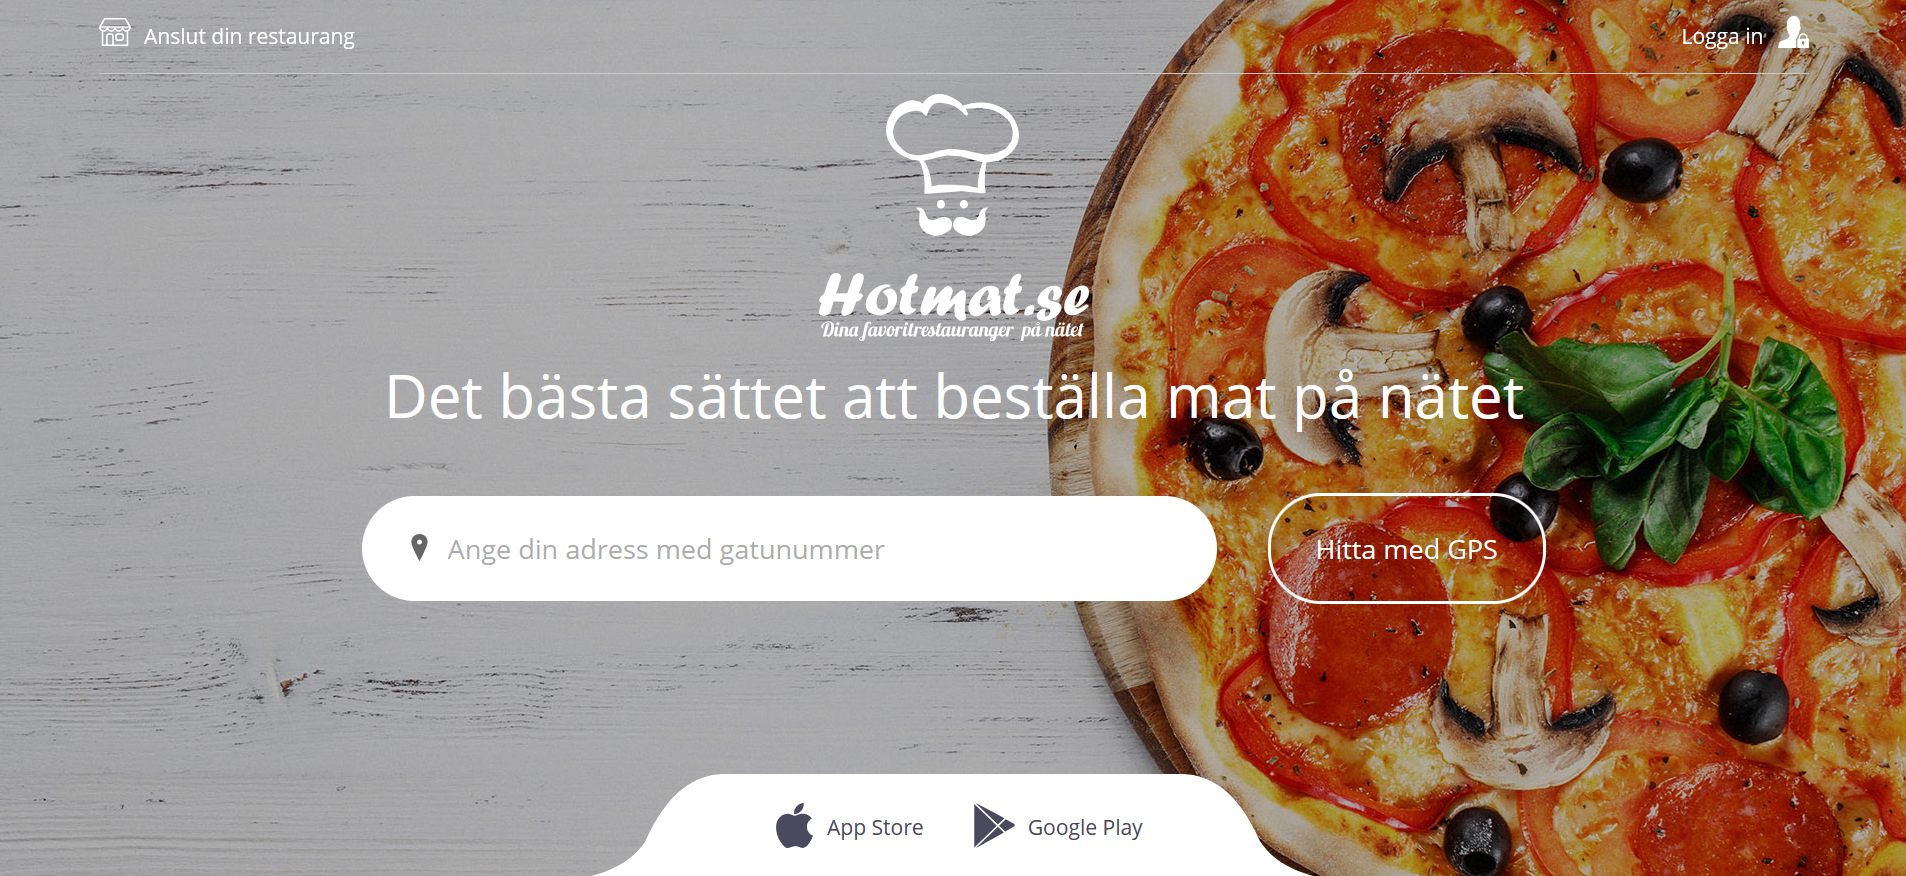 Anslut din restaurang
Logga in
Hotmat.se
Dina favoritrestauranger på nätet
Det bästa sättet att beställa mat på nätet
Ange din adress med gatunummer
Hitta med GPS
App Store
Google Play